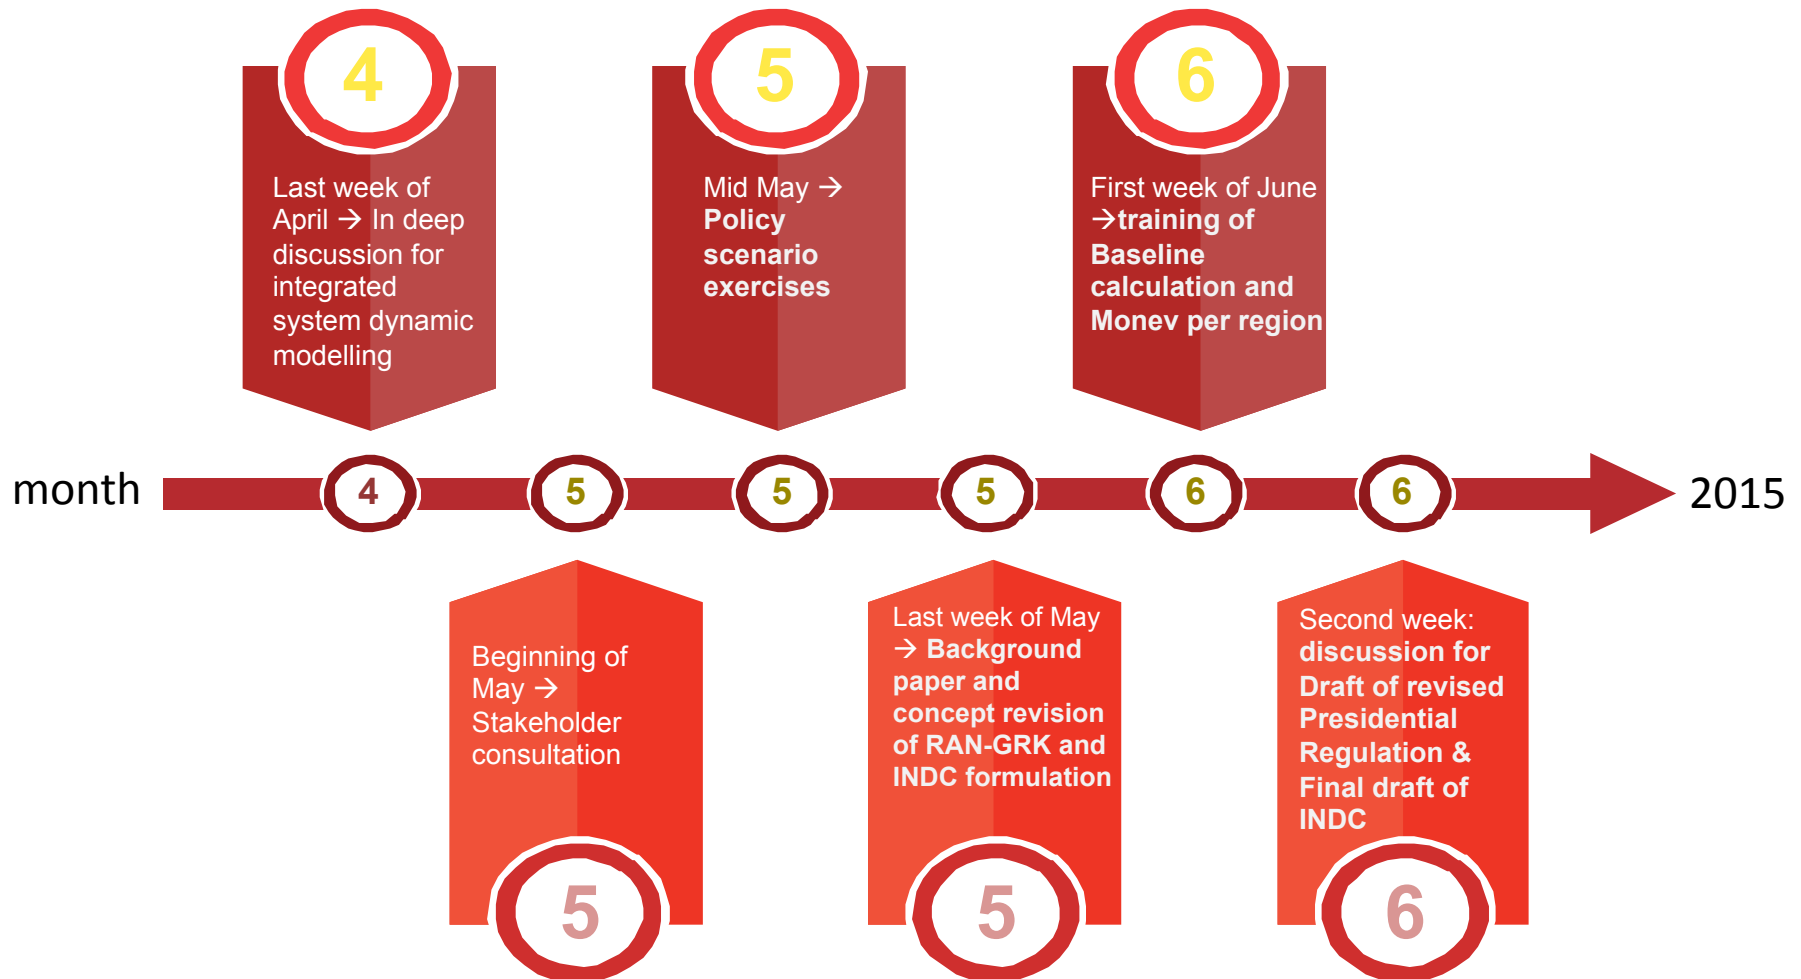 4
Last week of
April → In deep
discussion for
integrated
system dynamic
modelling
5
Mid May →
Policy
scenario
exercises
6
First week of June
→training of
Baseline
calculation and
Monev per region
month
4
5
5
5
6
6
2015
Beginning of
May →
Stakeholder
consultation
5
Last week of May
→ Background
paper and
concept revision
of RAN-GRK and
INDC formulation
5
Second week:
discussion for
Draft of revised
Presidential
Regulation &
Final draft of
INDC
6